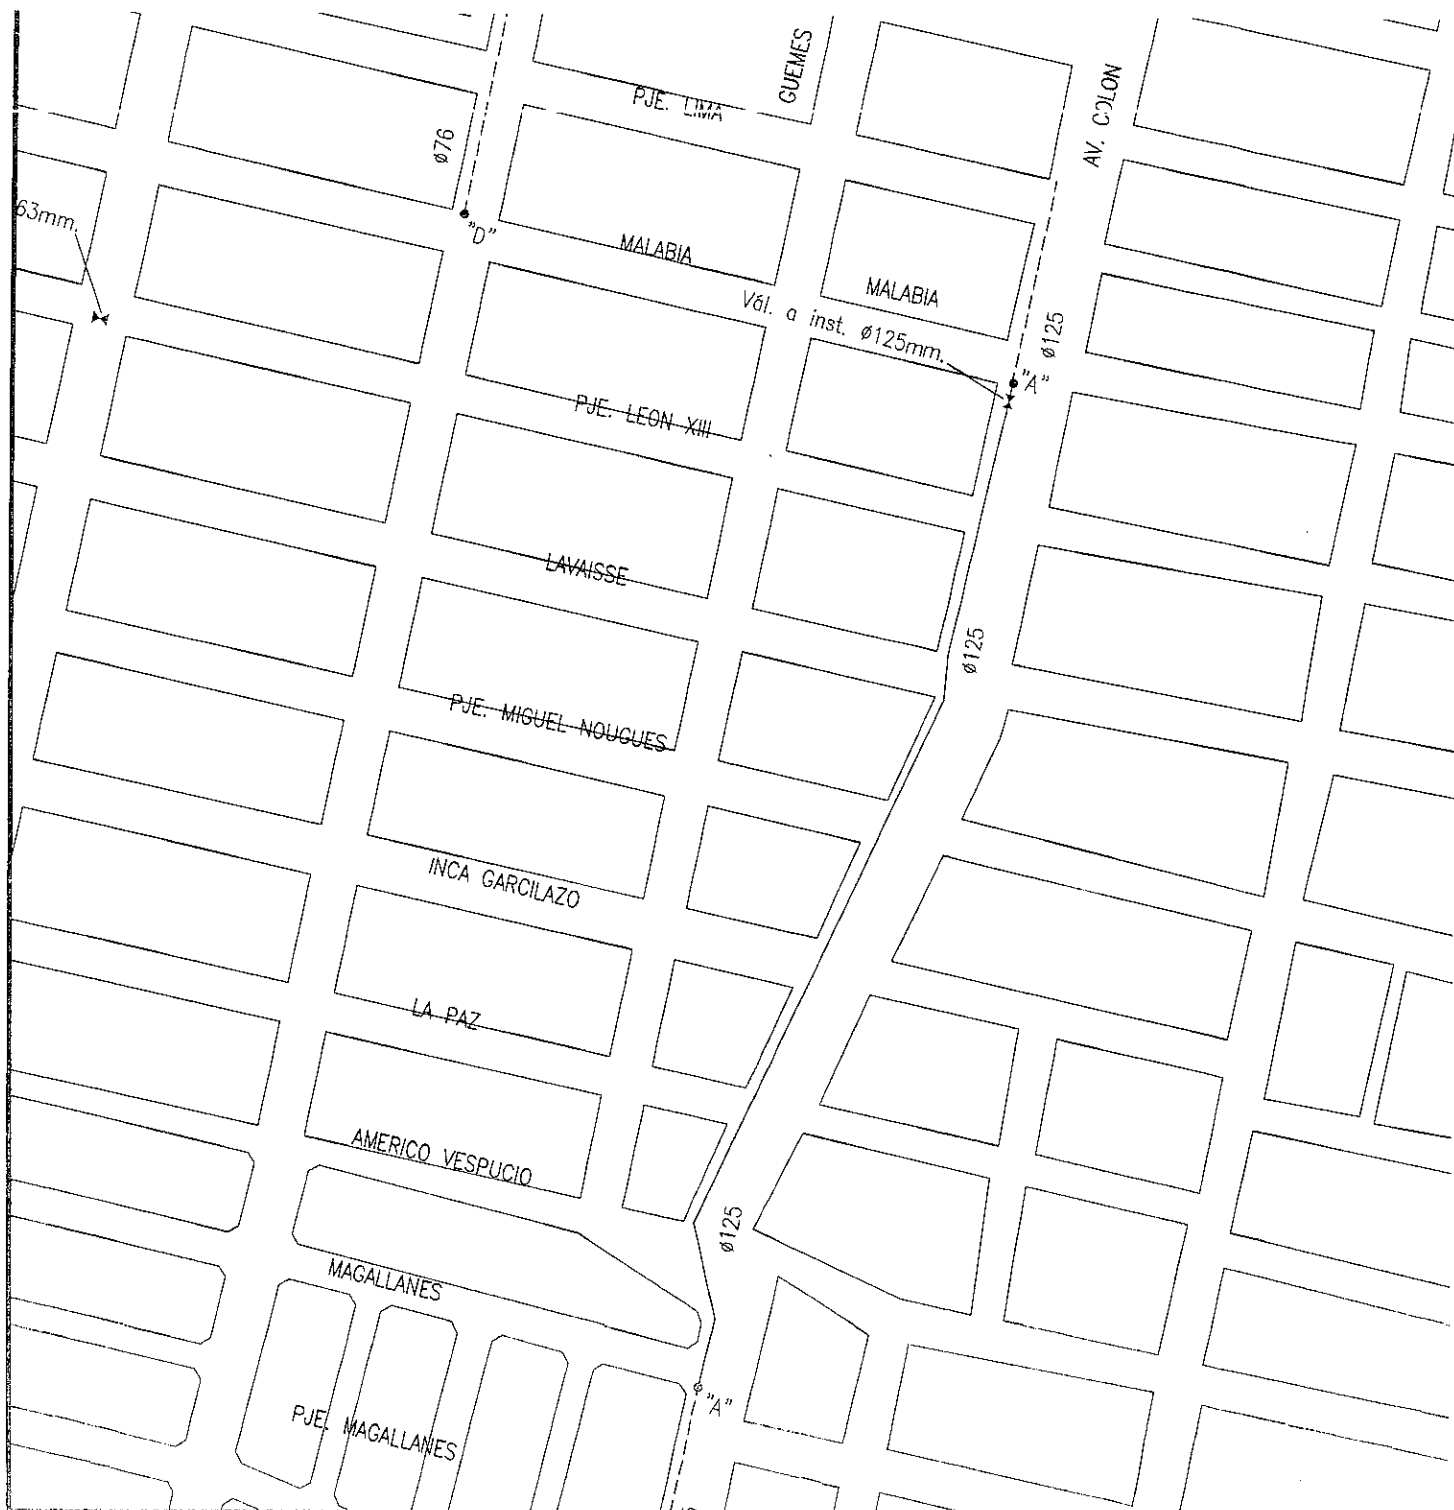 GUEMES
PJE. LIMA
AV. COLON
ø76
63mm.
"D"
MALABIA
MALABIA
Vál. a inst. ø125mm.
ø125
"A"
PJE. LEON XIII
LAVAISSE
ø125
PJE. MIGUEL NOUGUES
INCA GARCILAZO
LA PAZ
AMERICO VESPUCIO
ø125
MAGALLANES
"A"
PJE. MAGALLANES